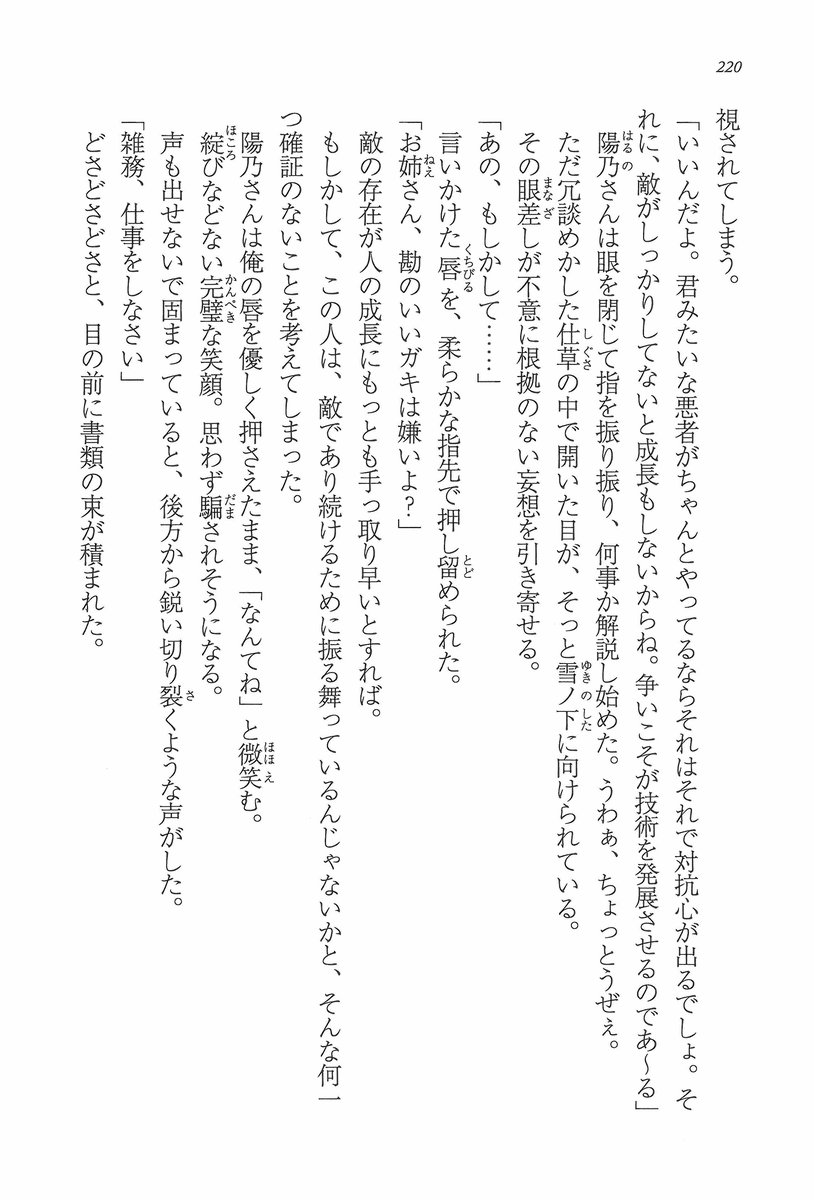 220
視されてしまう。
「いいんだよ。君みたいな悪者がちゃんとやってるならそれはそれで対抗心が出るでしょ。そ
れに、敵がしっかりしてないと成長もしないからね。争いこそが技術を発展させるのであ〜る」
陽乃さんは眼を閉じて指を振り振り、何事か解説し始めた。うわぁ、ちょっとうぜぇ。
ただ冗談めかした仕草の中で開いた目が、そっと雪ノ下に向けられている。
その眼差しが不意に根拠のない妄想を引き寄せる。
「あの、もしかして……」
言いかけた唇を、柔らかな指先で押し留められた。
「お姉さん、勘のいいガキは嫌いよ?」
敵の存在が人の成長にもっとも手っ取り早いとすれば。
もしかして、この人は、敵であり続けるために振る舞っているんじゃないかと、そんな何一
つ確証のないことを考えてしまった。
陽乃さんは俺の唇を優しく押さえたまま、「なんてね」と微笑む。
綻びなどない完璧な笑顔。思わず騙されそうになる。
声も出せないで固まっていると、後方から鋭い切り裂くような声がした。
「雑務、仕事をしなさい」
どさどさどさと、目の前に書類の束が積まれた。